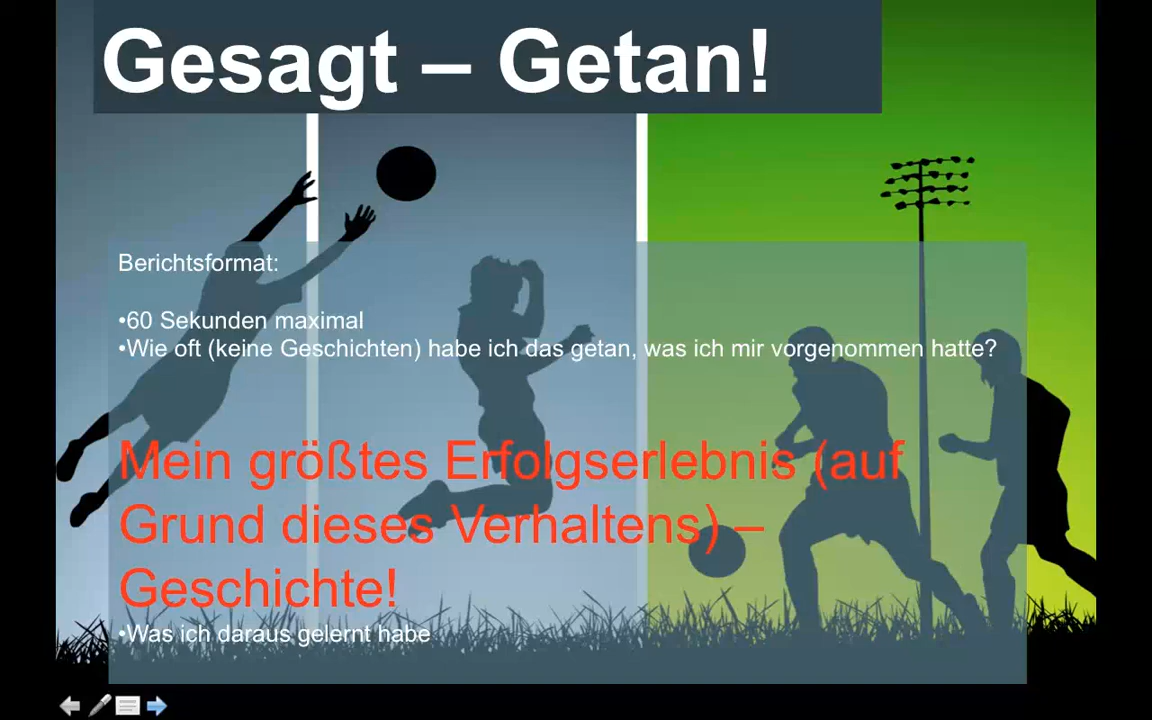 Gesagt – Getan!
Berichtsformat:
•60 Sekunden maximal
•Wie oft (keine Geschichten) habe ich das getan, was ich mir vorgenommen hatte?
Mein größtes Erfolgserlebnis (auf
Grund dieses Verhaltens) –
Geschichte!
•Was ich daraus gelernt habe